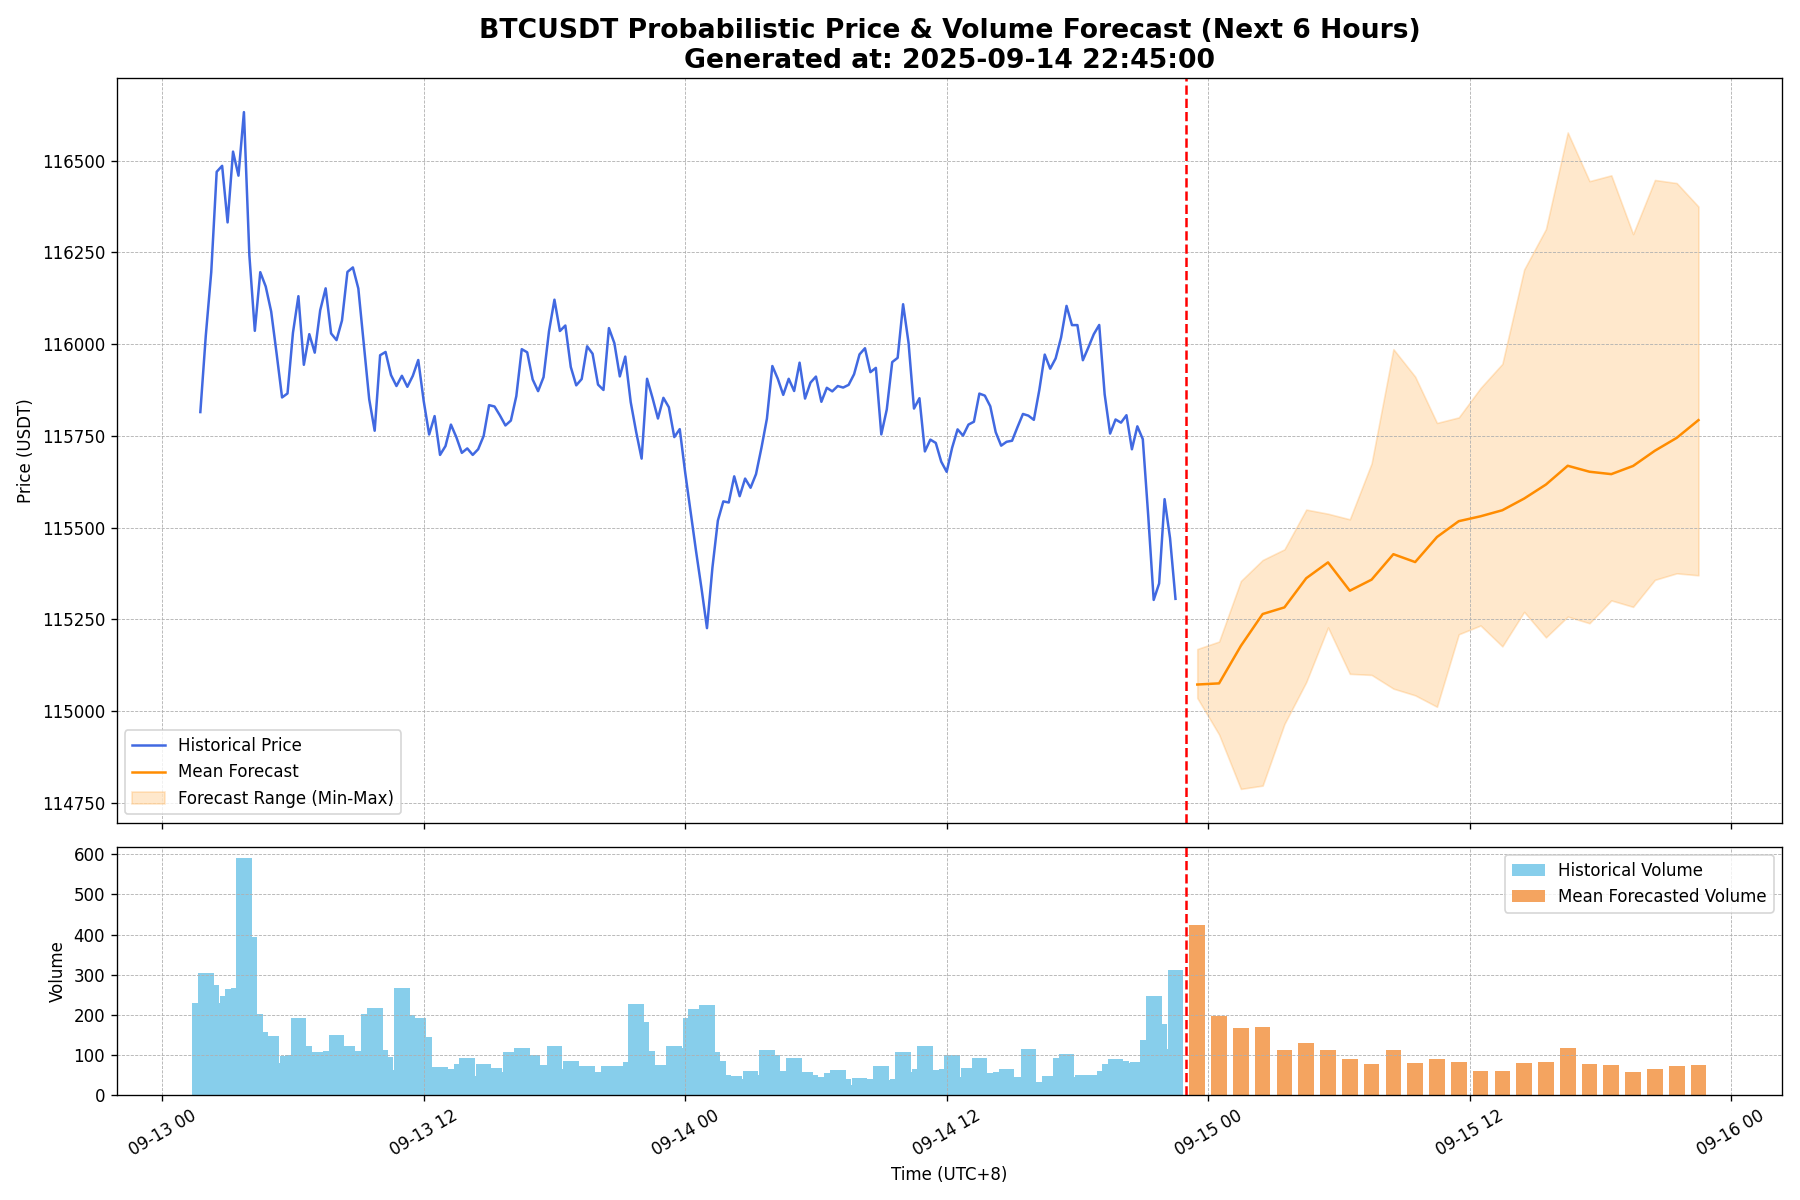 BTCUSDT Probabilistic Price & Volume Forecast (Next 6 Hours)
Generated at: 2025-09-14 22:45:00
Price (USDT)
116500
116250
116000
115750
115500
115250
115000
114750
Historical Price
Mean Forecast
Forecast Range (Min-Max)
Volume
600
500
400
300
200
100
0
Historical Volume
Mean Forecasted Volume
09-13 00
09-13 12
09-14 00
09-14 12
09-15 00
09-15 12
09-16 00
Time (UTC+8)